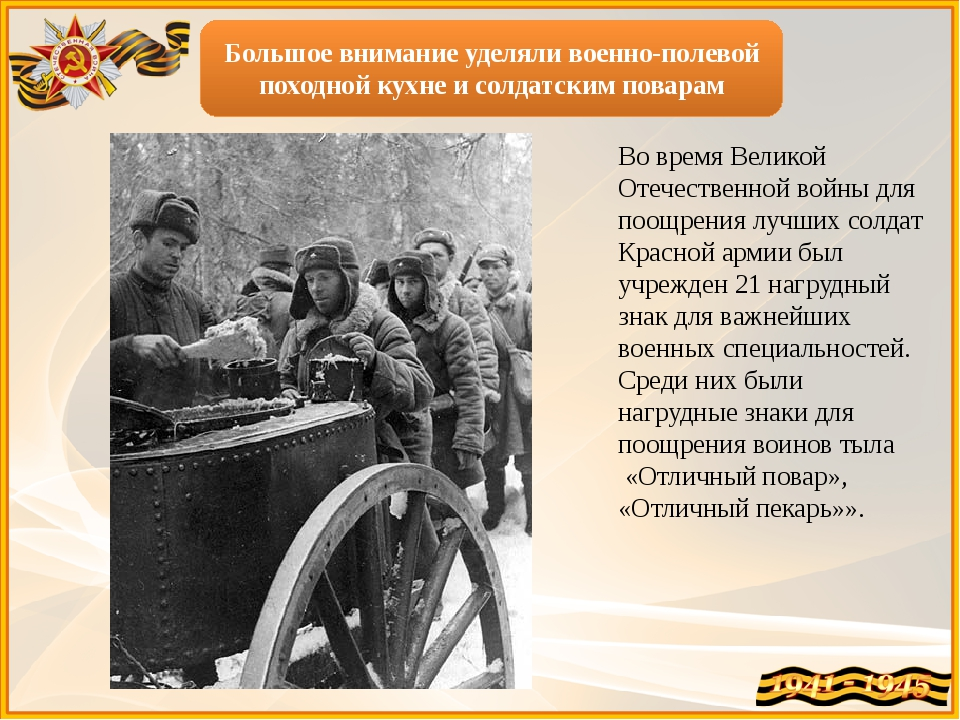 Большое внимание уделяли военно-полевой
походной кухне и солдатским поварам
Во время Великой
Отечественной войны для
поощрения лучших солдат
Красной армии был
учрежден 21 нагрудный
знак для важнейших
военных специальностей.
Среди них были
нагрудные знаки для
поощрения воинов тыла
«Отличный повар»,
«Отличный пекарь»».
1941 - 1945